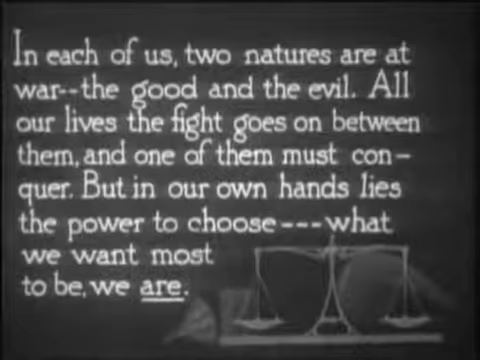 In each of us, two natures are at
war--the good and the evil. All
our lives the fight goes on between
them, and one of them must con-
quer. But in our own hands lies
the power to choose---what
we want most
to be, we are.